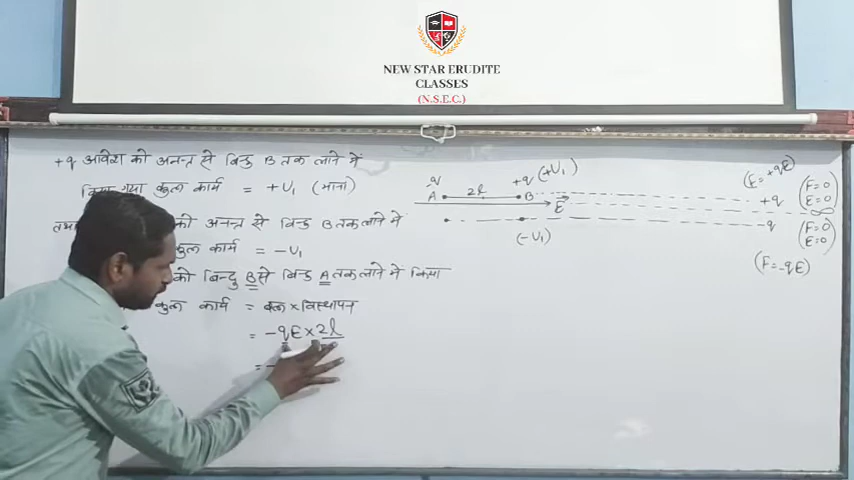 NEW STAR ERUDITE
CLASSES
(N.S.E.C.)
+q आवेश को अनन्त से बिन्दु B तक लाने में
किया गया कुल कार्य = +U₁ (माना)
तथा की अनन्त से बिन्दु B तक लाने में
कुल कार्य = -U₁
को बिन्दु B से बिन्दु A तक लाने में किया
कुल कार्य = बल × विस्थापन
= -qE × 2l
= -
-q +q (+U₁)
A 2l B
E
(-U₁)
(F = +qE)
+q
-q
(F = -qE)
F=0
E=0
∞
F=0
E=0